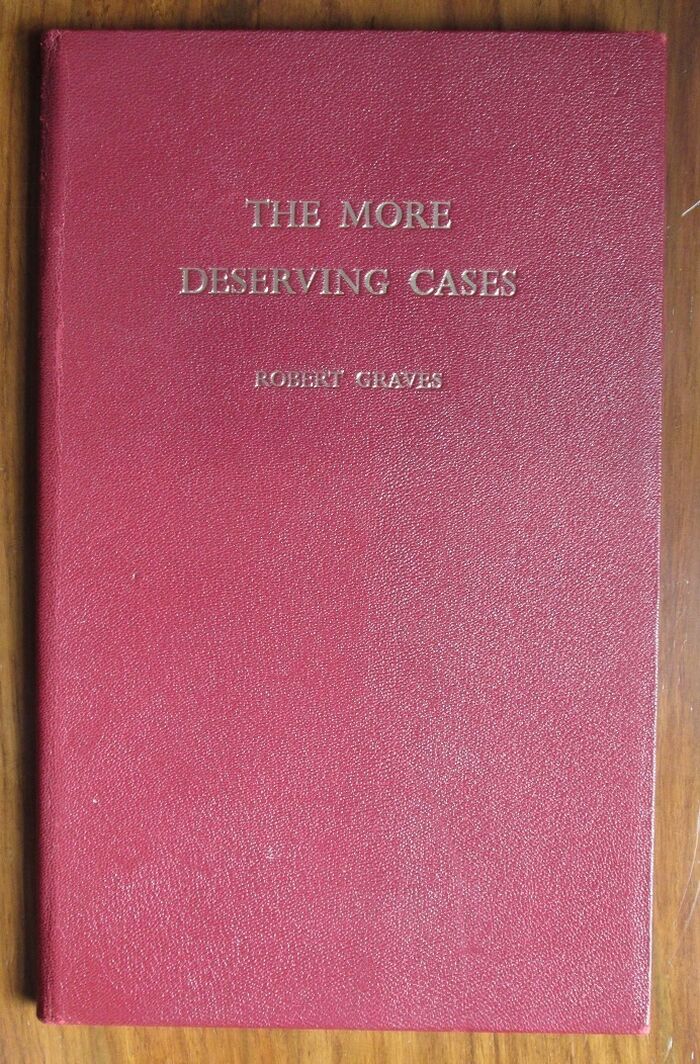 THE MORE
DESERVING CASES
ROBERT GRAVES